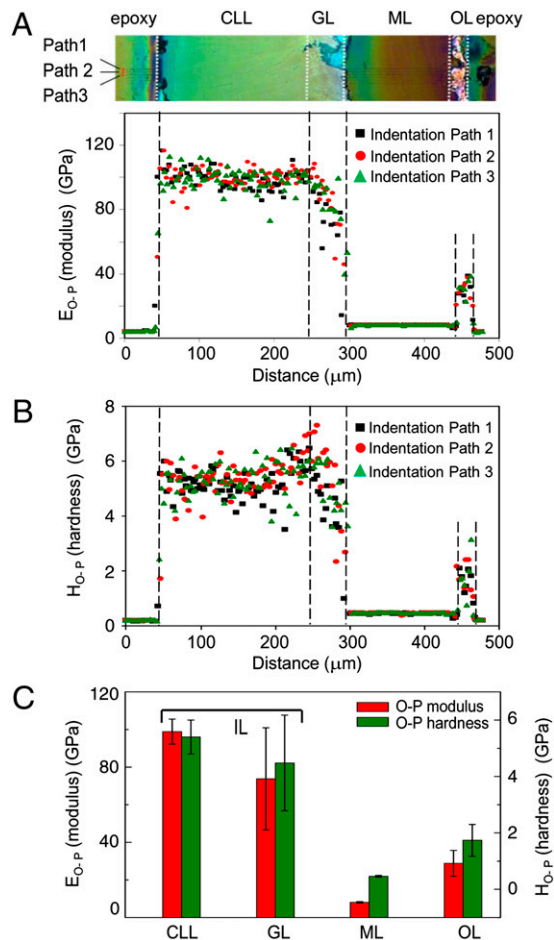 A
epoxy CLL GL ML OL epoxy
Path1
Path 2
Path3
120
80
40
0
E O-P (modulus) (GPa)
Indentation Path 1
Indentation Path 2
Indentation Path 3
0 100 200 300 400 500
Distance (μm)
B
8
6
4
2
0
H O-P (hardness) (GPa)
Indentation Path 1
Indentation Path 2
Indentation Path 3
0 100 200 300 400 500
Distance (μm)
C
120
80
40
0
E O-P (modulus) (GPa)
IL
O-P modulus
O-P hardness
6
4
2
0
H O-P (hardness) (GPa)
CLL GL ML OL